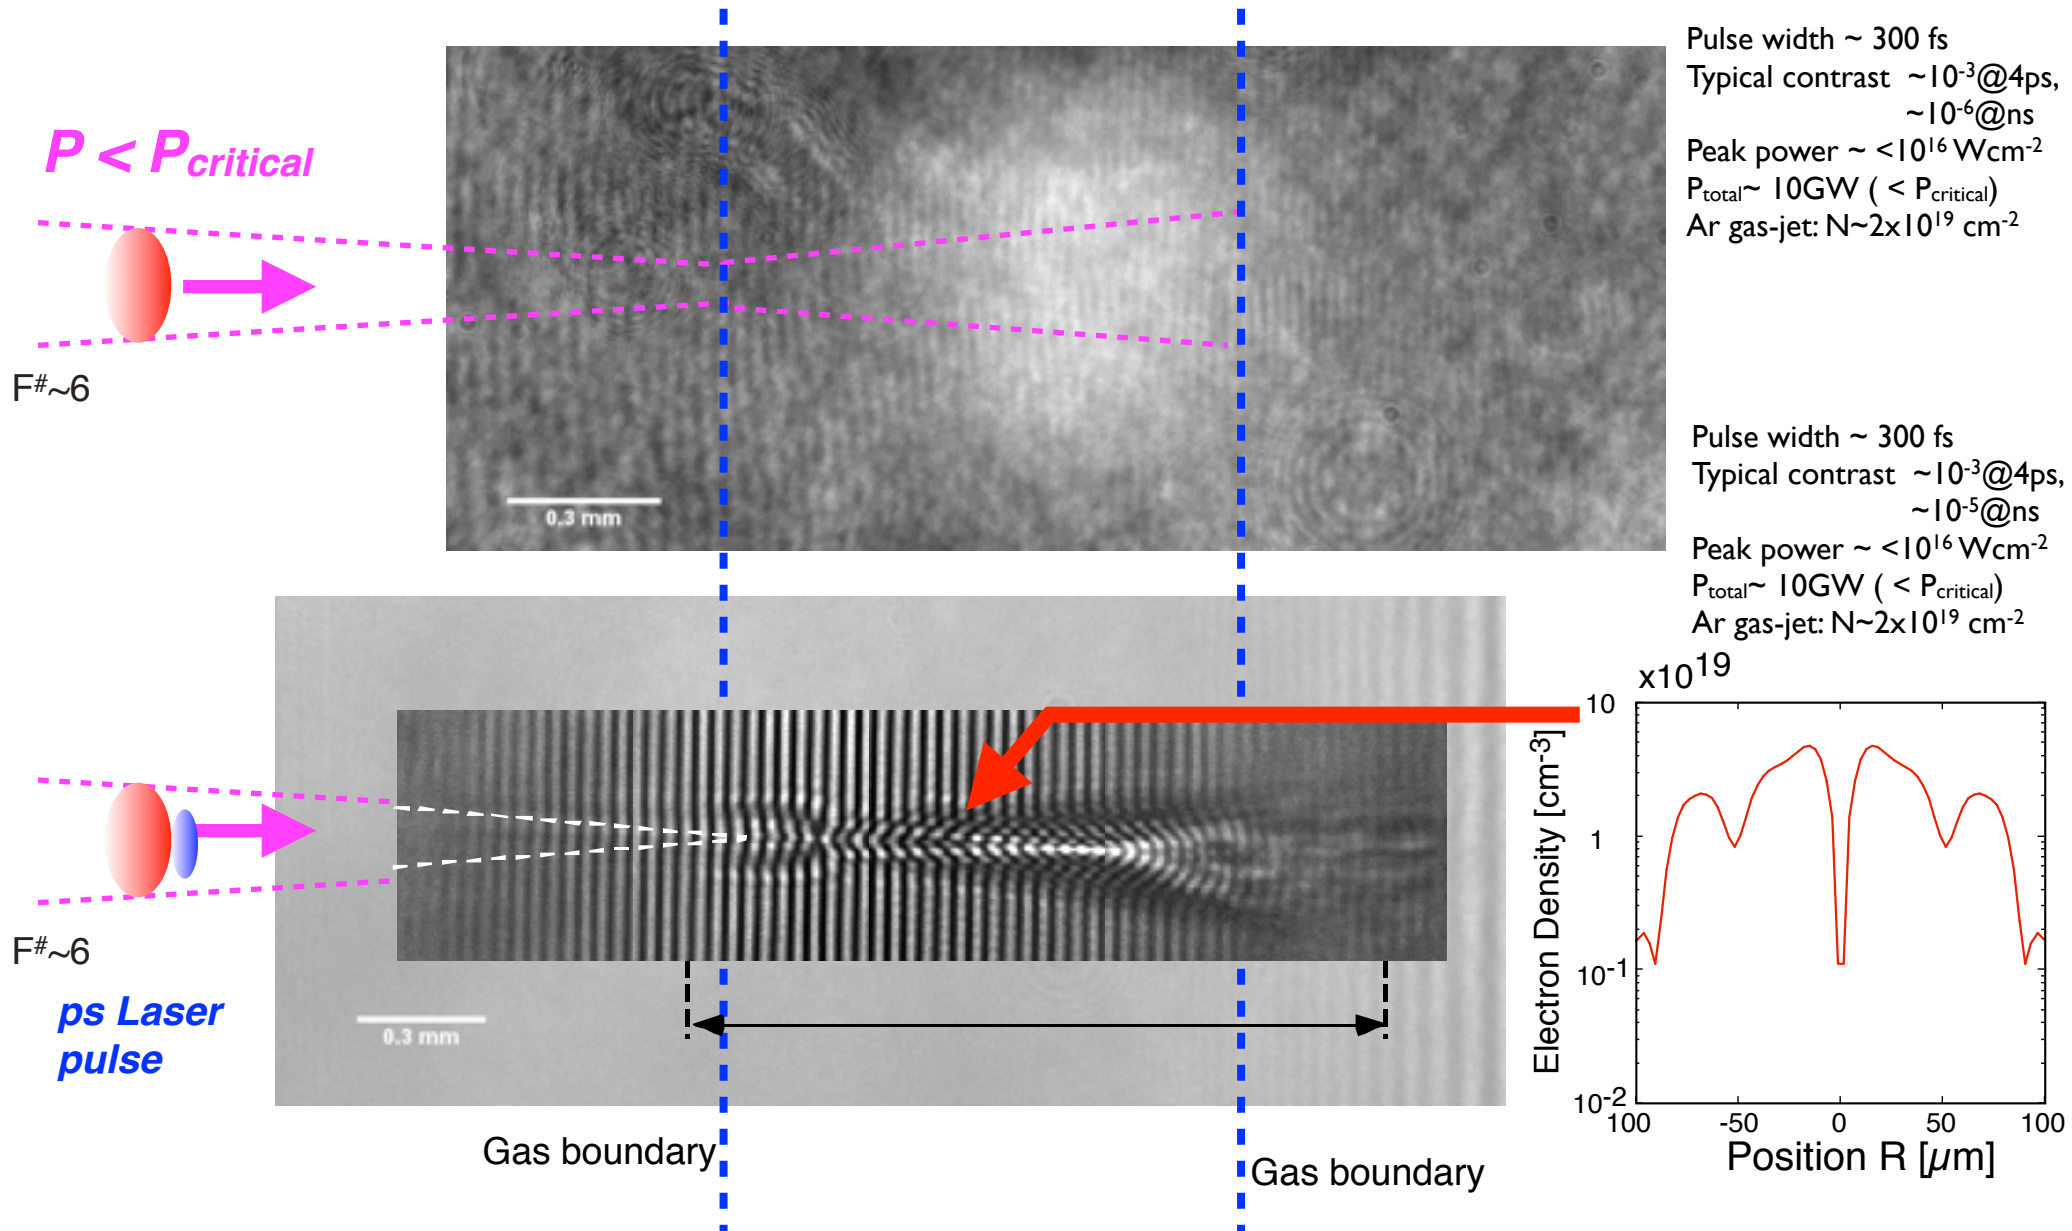 Pulse width ~ 300 fs
Typical contrast ~10-3@4ps,
~10-6@ns
Peak power ~ <1016 Wcm-2
Ptotal~ 10GW ( < Pcritical)
Ar gas-jet: N~2x1019 cm-2
P < Pcritical
F#~6
0.3 mm
Pulse width ~ 300 fs
Typical contrast ~10-3@4ps,
~10-5@ns
Peak power ~ <1016 Wcm-2
Ptotal~ 10GW ( < Pcritical)
Ar gas-jet: N~2x1019 cm-2
F#~6
ps Laser
pulse
0.3 mm
Gas boundary
Gas boundary
x1019
10
1
10-1
10-2
Electron Density [cm-3]
100
-50
0
50
100
Position R [µm]